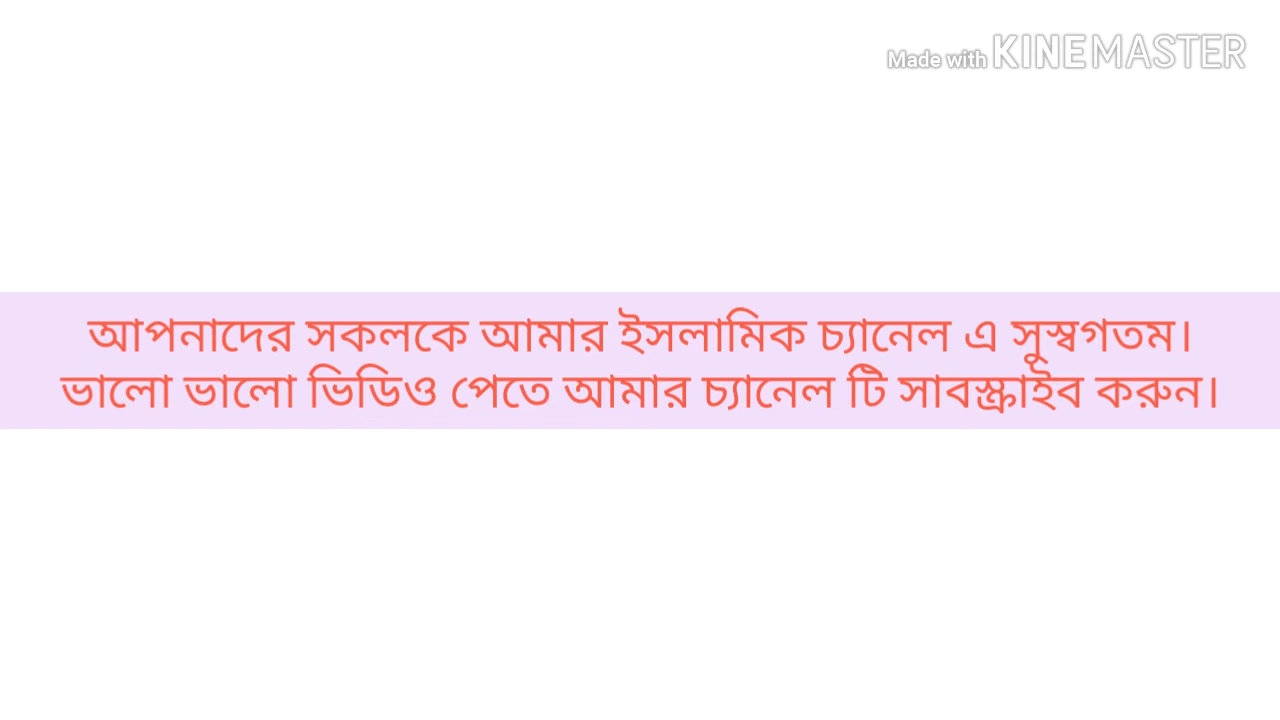 Made with KINEMASTER
আপনাদের সকলকে আমার ইসলামিক চ্যানেল এ সুস্বগতম।
ভালো ভালো ভিডিও পেতে আমার চ্যানেল টি সাবস্ক্রাইব করুন।